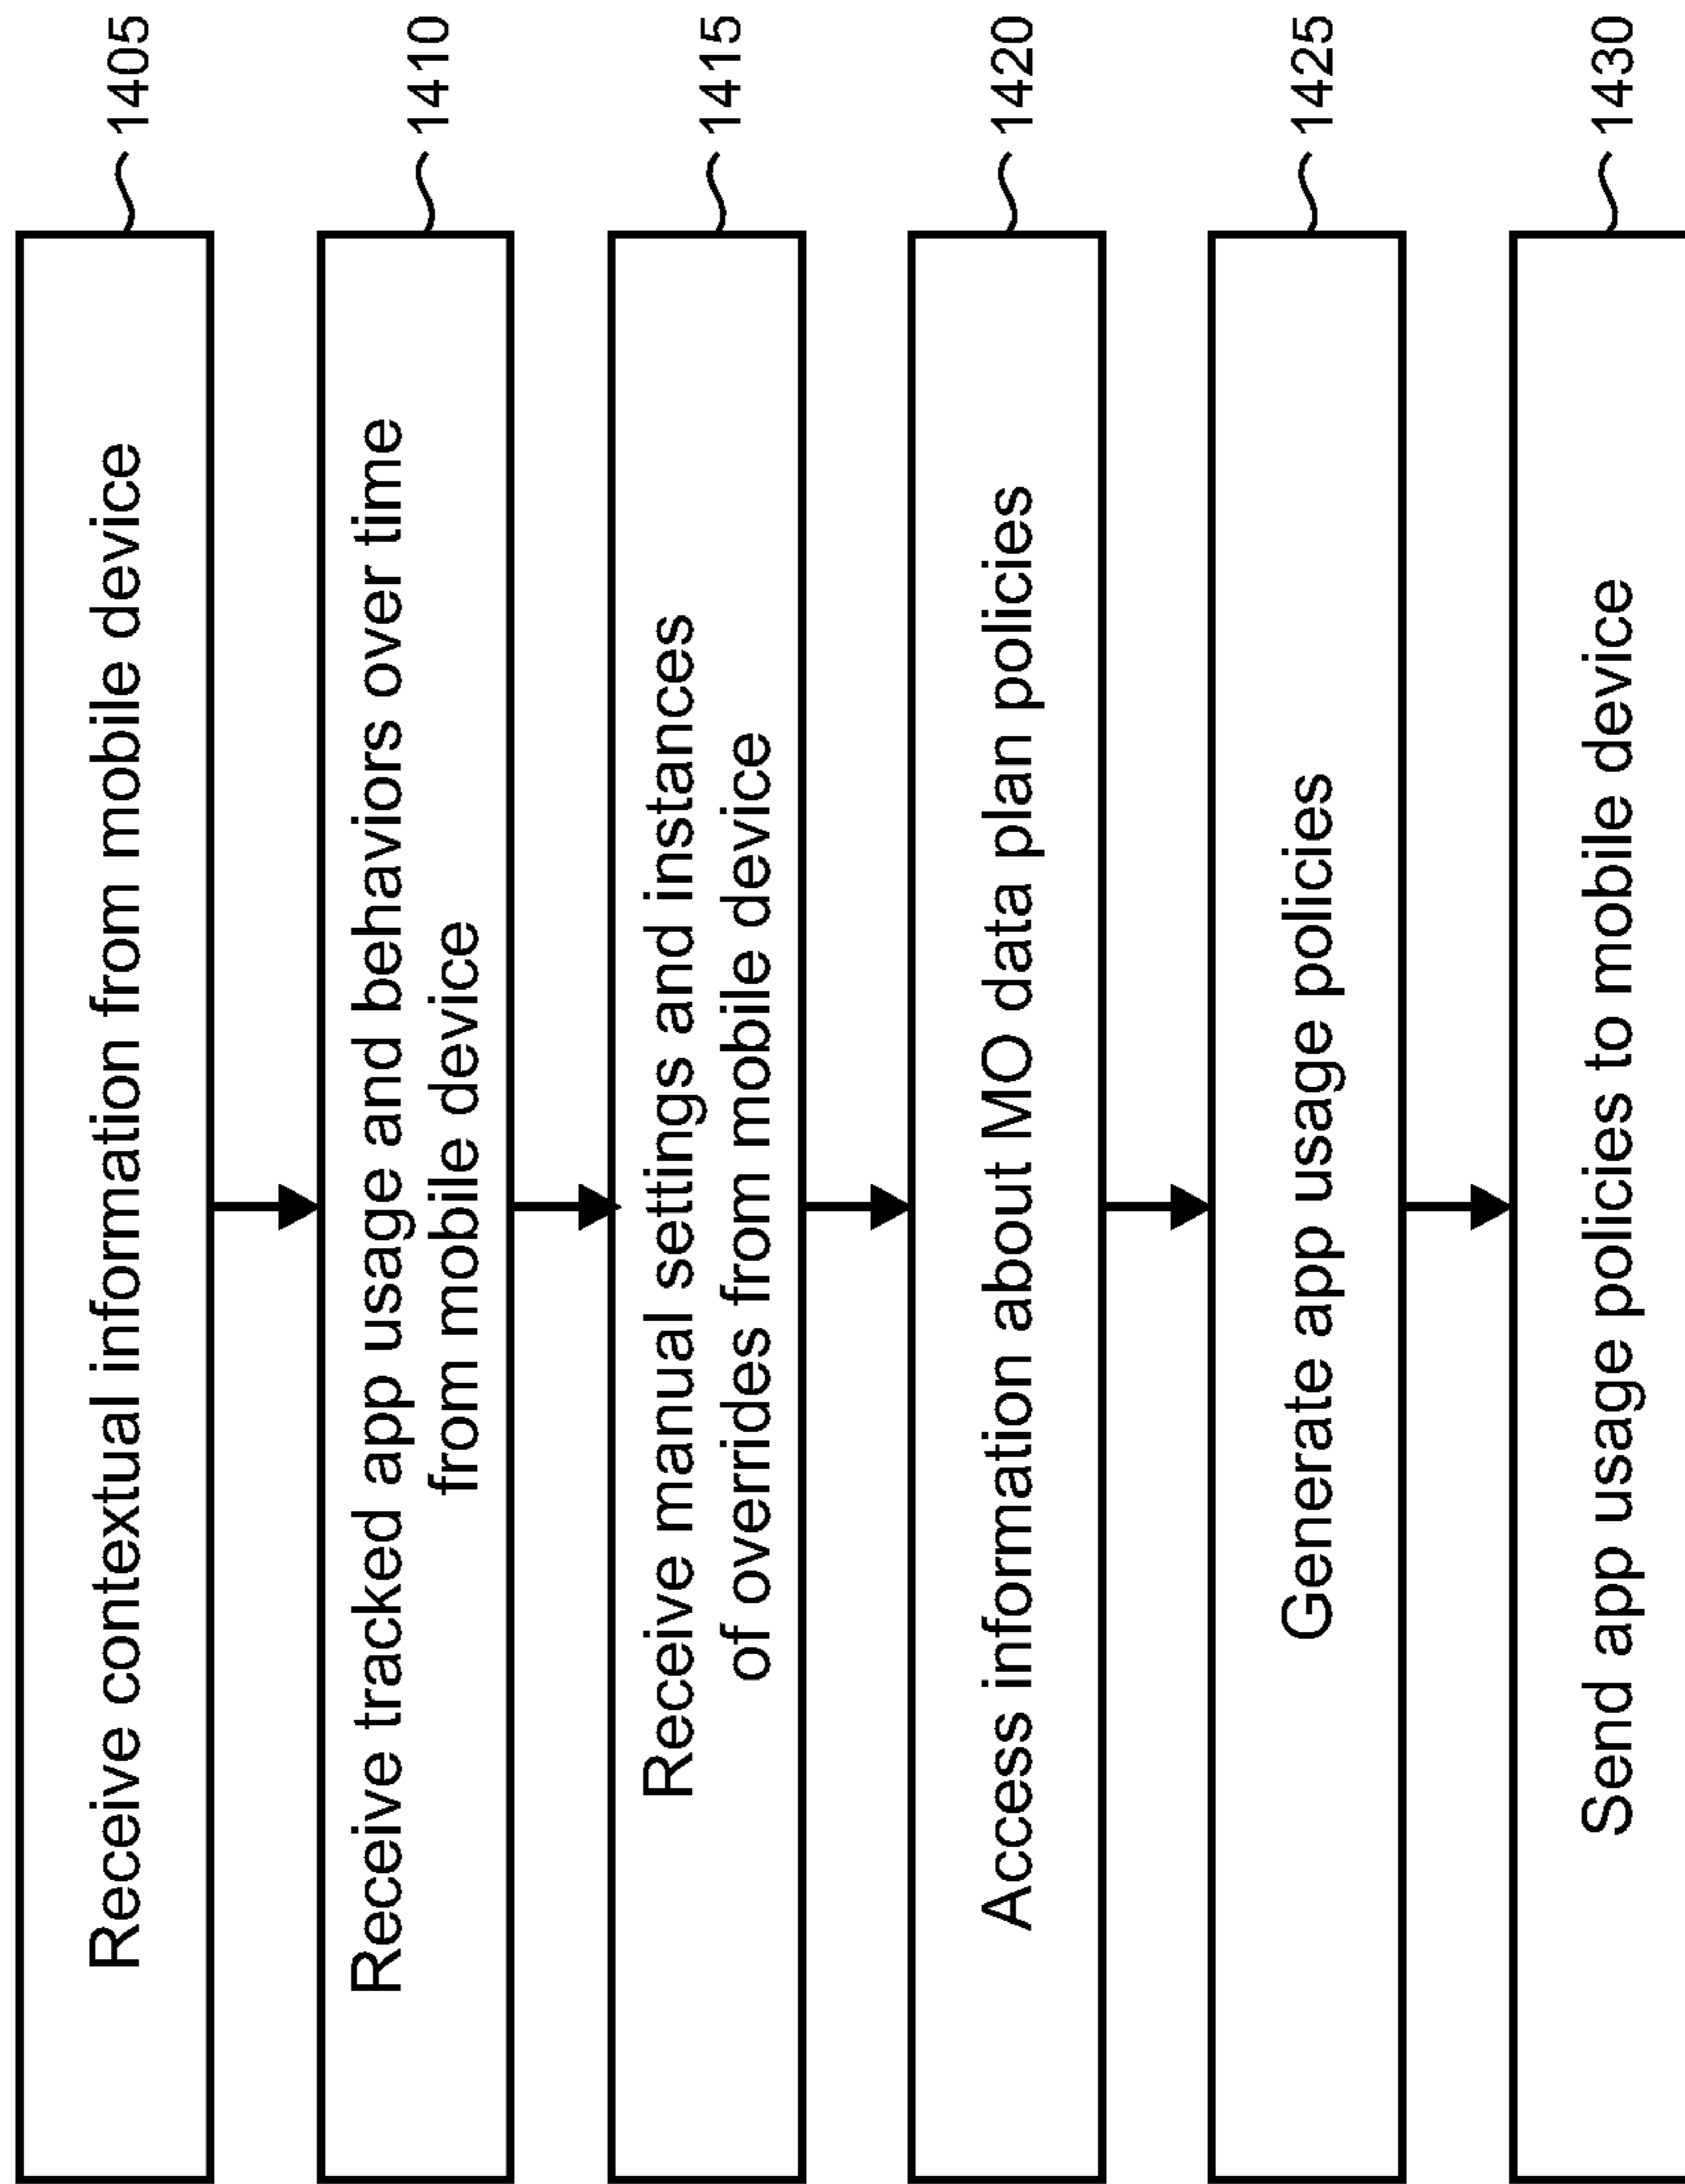 Receive contextual information from mobile device
1405
Receive tracked app usage and behaviors over time
from mobile device
1410
Receive manual settings and instances
of overrides from mobile device
1415
Access information about MO data plan policies
1420
Generate app usage policies
1425
Send app usage policies to mobile device
1430